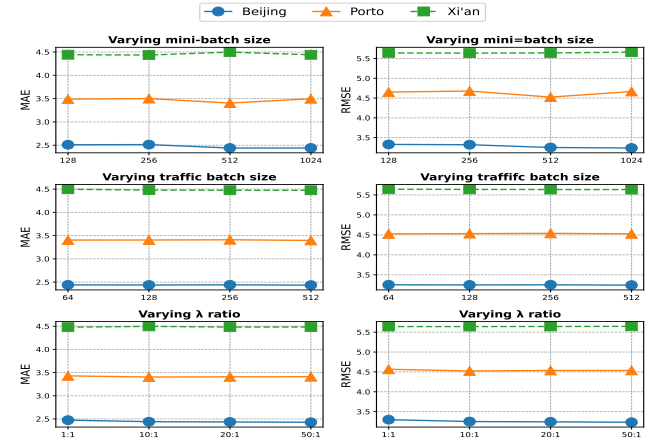 Beijing Porto Xi'an
Varying mini-batch size
MAE
4.5
4.0
3.5
3.0
2.5
128 256 512 1024
Varying mini=batch size
RMSE
5.5
5.0
4.5
4.0
3.5
128 256 512 1024
Varying traffic batch size
MAE
4.5
4.0
3.5
3.0
2.5
64 128 256 512
Varying traffifc batch size
RMSE
5.5
5.0
4.5
4.0
3.5
64 128 256 512
Varying λ ratio
MAE
4.5
4.0
3.5
3.0
2.5
1:1 10:1 20:1 50:1
Varying λ ratio
RMSE
5.5
5.0
4.5
4.0
3.5
1:1 10:1 20:1 50:1